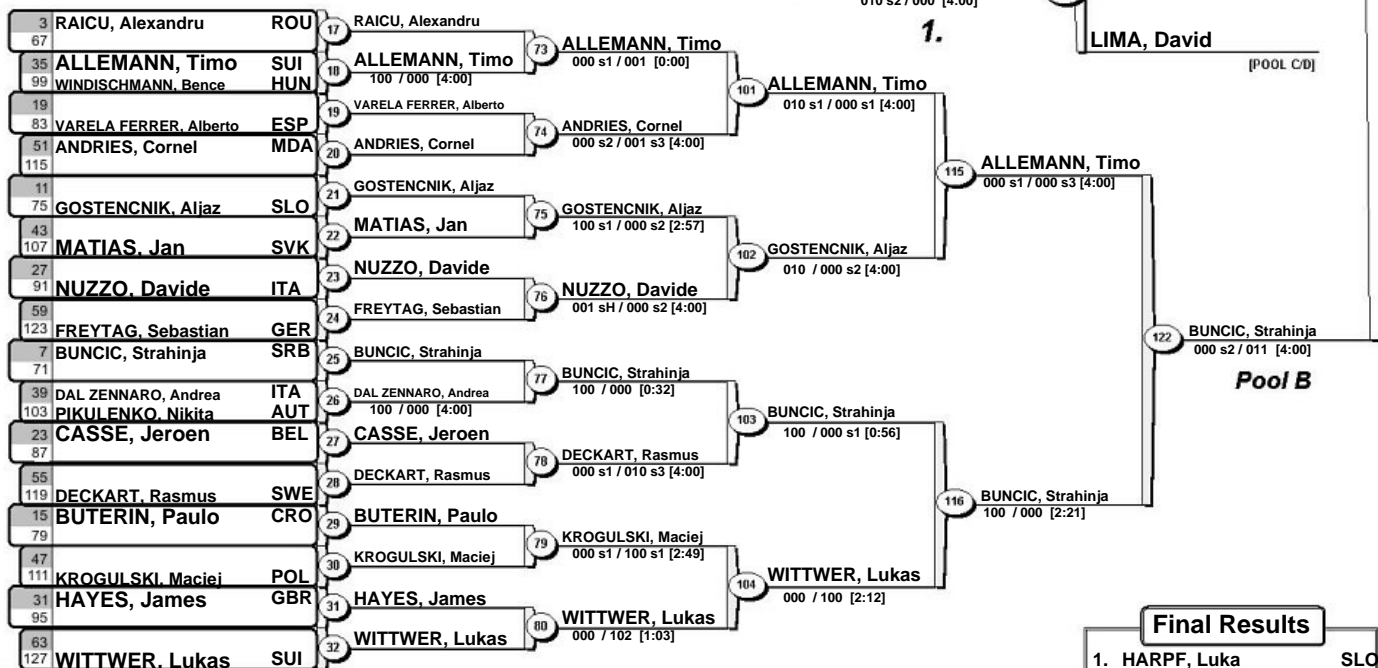 010 s2 / 000 [4:00]
1.
LIMA, David
[POOL C/D]
3 RAICU, Alexandru ROU
67
35 ALLEMANN, Timo SUI
99 WINDISCHMANN, Bence HUN
19
83 VARELA FERRER, Alberto ESP
51 ANDRIES, Cornel MDA
115
11
75 GOSTENCNIK, Aljaz SLO
43
107 MATIAS, Jan SVK
27
91 NUZZO, Davide ITA
59
123 FREYTAG, Sebastian GER
7 BUNCIC, Strahinja SRB
71
39 DAL ZENNARO, Andrea ITA
103 PIKULENKO, Nikita AUT
23 CASSE, Jeroen BEL
87
55
119 DECKART, Rasmus SWE
15 BUTERIN, Paulo CRO
79
47
111 KROGULSKI, Maciej POL
31 HAYES, James GBR
95
63
127 WITTWER, Lukas SUI
17 RAICU, Alexandru
18 ALLEMANN, Timo
100 / 000 [4:00]
19 VARELA FERRER, Alberto
20 ANDRIES, Cornel
21 GOSTENCNIK, Aljaz
22 MATIAS, Jan
23 NUZZO, Davide
24 FREYTAG, Sebastian
25 BUNCIC, Strahinja
26 DAL ZENNARO, Andrea
100 / 000 [4:00]
27 CASSE, Jeroen
28 DECKART, Rasmus
29 BUTERIN, Paulo
30 KROGULSKI, Maciej
31 HAYES, James
32 WITTWER, Lukas
73 ALLEMANN, Timo
000 s1 / 001 [0:00]
74 ANDRIES, Cornel
000 s2 / 001 s3 [4:00]
75 GOSTENCNIK, Aljaz
100 s1 / 000 s2 [2:57]
76 NUZZO, Davide
001 sH / 000 s2 [4:00]
77 BUNCIC, Strahinja
100 / 000 [0:32]
78 DECKART, Rasmus
000 s1 / 010 s3 [4:00]
79 KROGULSKI, Maciej
000 s1 / 100 s1 [2:49]
80 WITTWER, Lukas
000 / 102 [1:03]
101 ALLEMANN, Timo
010 s1 / 000 s1 [4:00]
102 GOSTENCNIK, Aljaz
010 / 000 s2 [4:00]
103 BUNCIC, Strahinja
100 / 000 s1 [0:56]
104 WITTWER, Lukas
000 / 100 [2:12]
115 ALLEMANN, Timo
000 s1 / 000 s3 [4:00]
116 BUNCIC, Strahinja
100 / 000 [2:21]
122 BUNCIC, Strahinja
000 s2 / 011 [4:00]
Pool B
Final Results
1. HARPF, Luka SLO